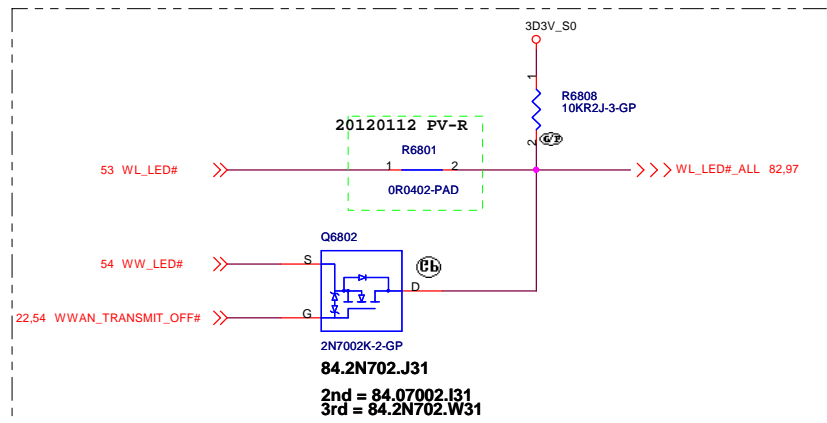 3D3V_S0
1
R6808
10KR2J-3-GP
2
G/P
20120112 PV-R
R6801
53 WL_LED#
1
2
WL_LED#_ALL 82,97
0R0402-PAD
Q6802
54 WW_LED#
S
Cb
D
22,54 WWAN_TRANSMIT_OFF#
G
2N7002K-2-GP
84.2N702.J31
2nd = 84.07002.I31
3rd = 84.2N702.W31